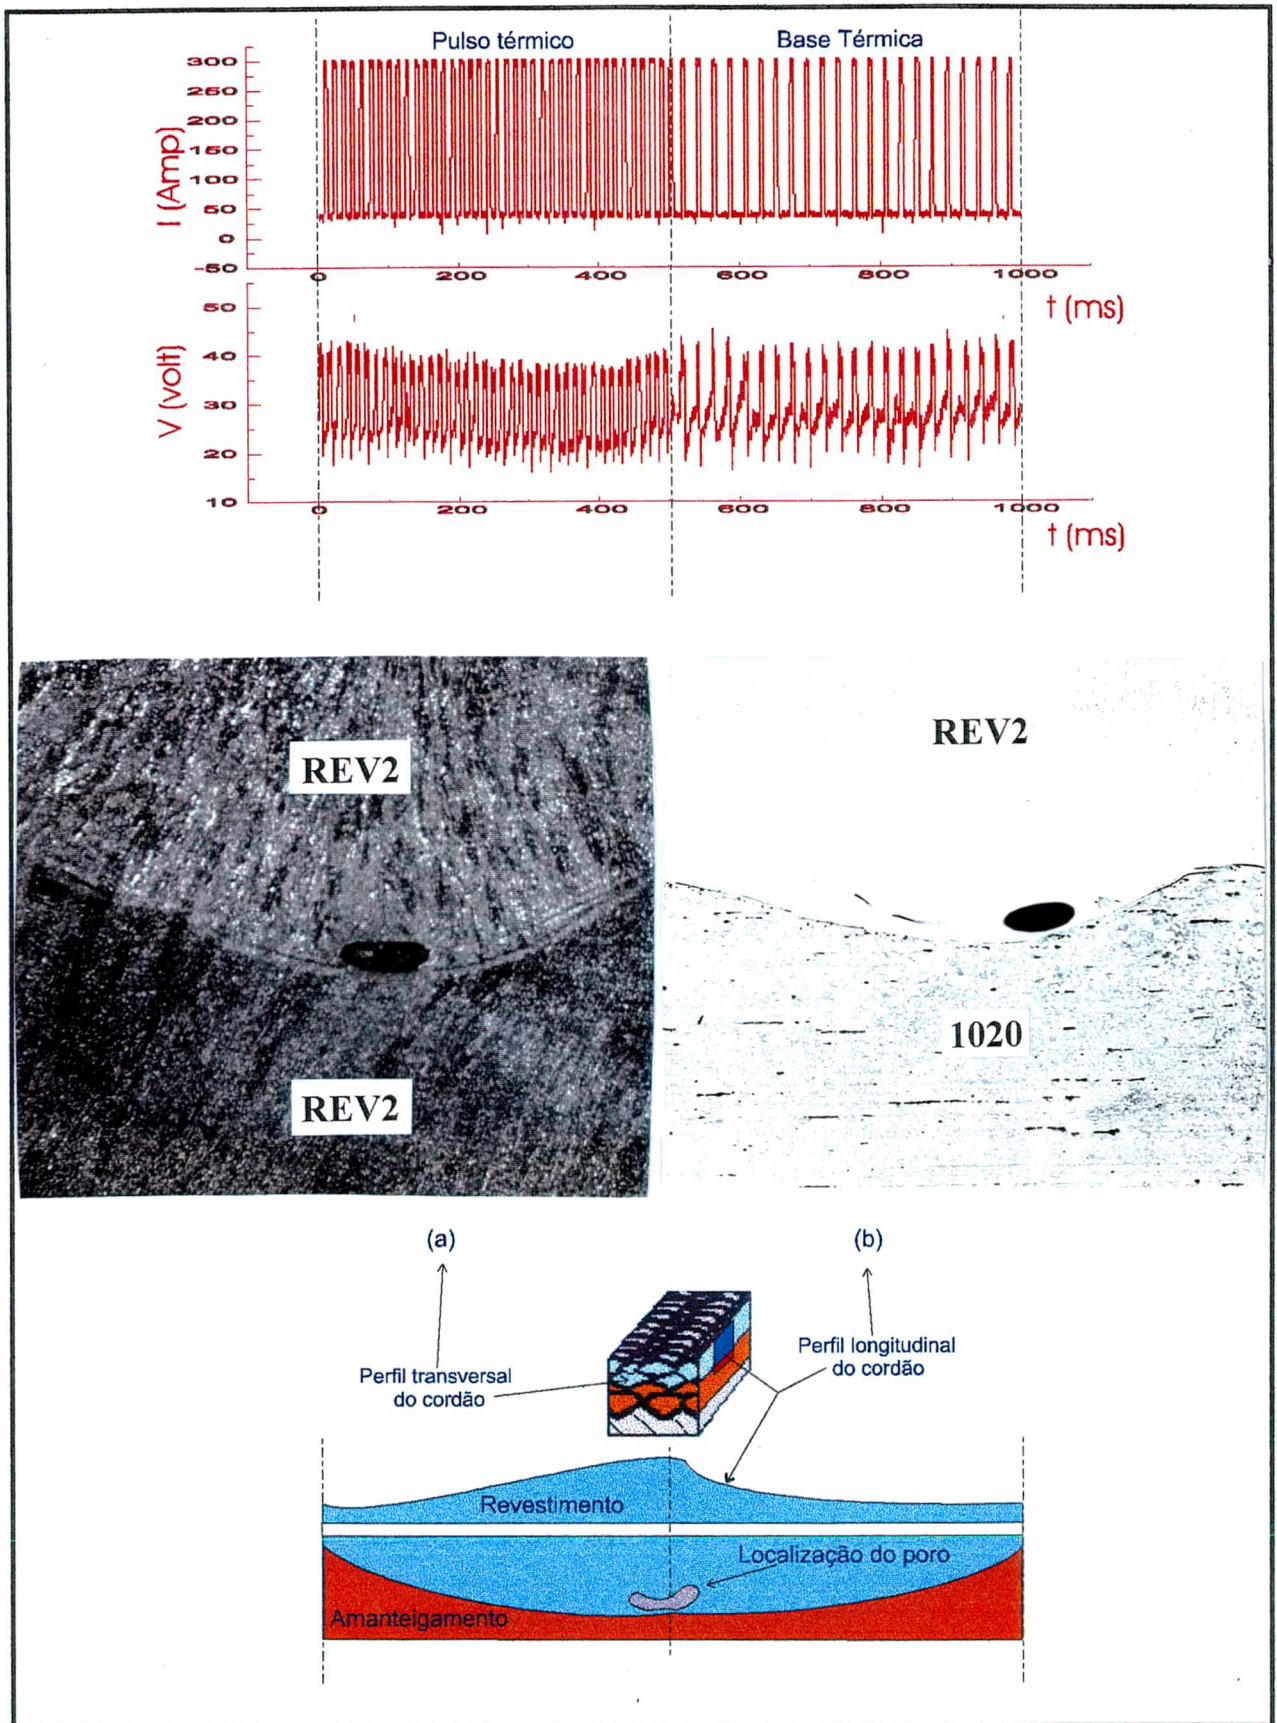 Pulso térmico
Base Térmica
I (Amp)
300
250
200
150
100
50
0
-50
0
200
400
600
800
1000
t (ms)
V (volt)
50
40
30
20
10
0
200
400
600
800
1000
t (ms)
REV2
REV2
REV2
1020
(a)
(b)
Perfil transversal
do cordão
Perfil longitudinal
do cordão
Revestimento
Localização do poro
Amanteigamento